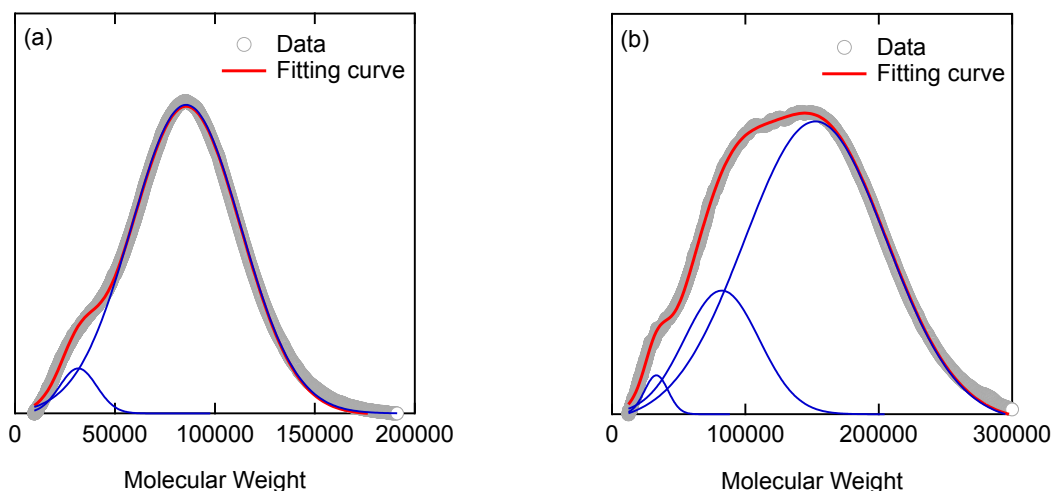 (a)
Data
Fitting curve
0 50000 100000 150000 200000
Molecular Weight
(b)
Data
Fitting curve
0 100000 200000 300000
Molecular Weight